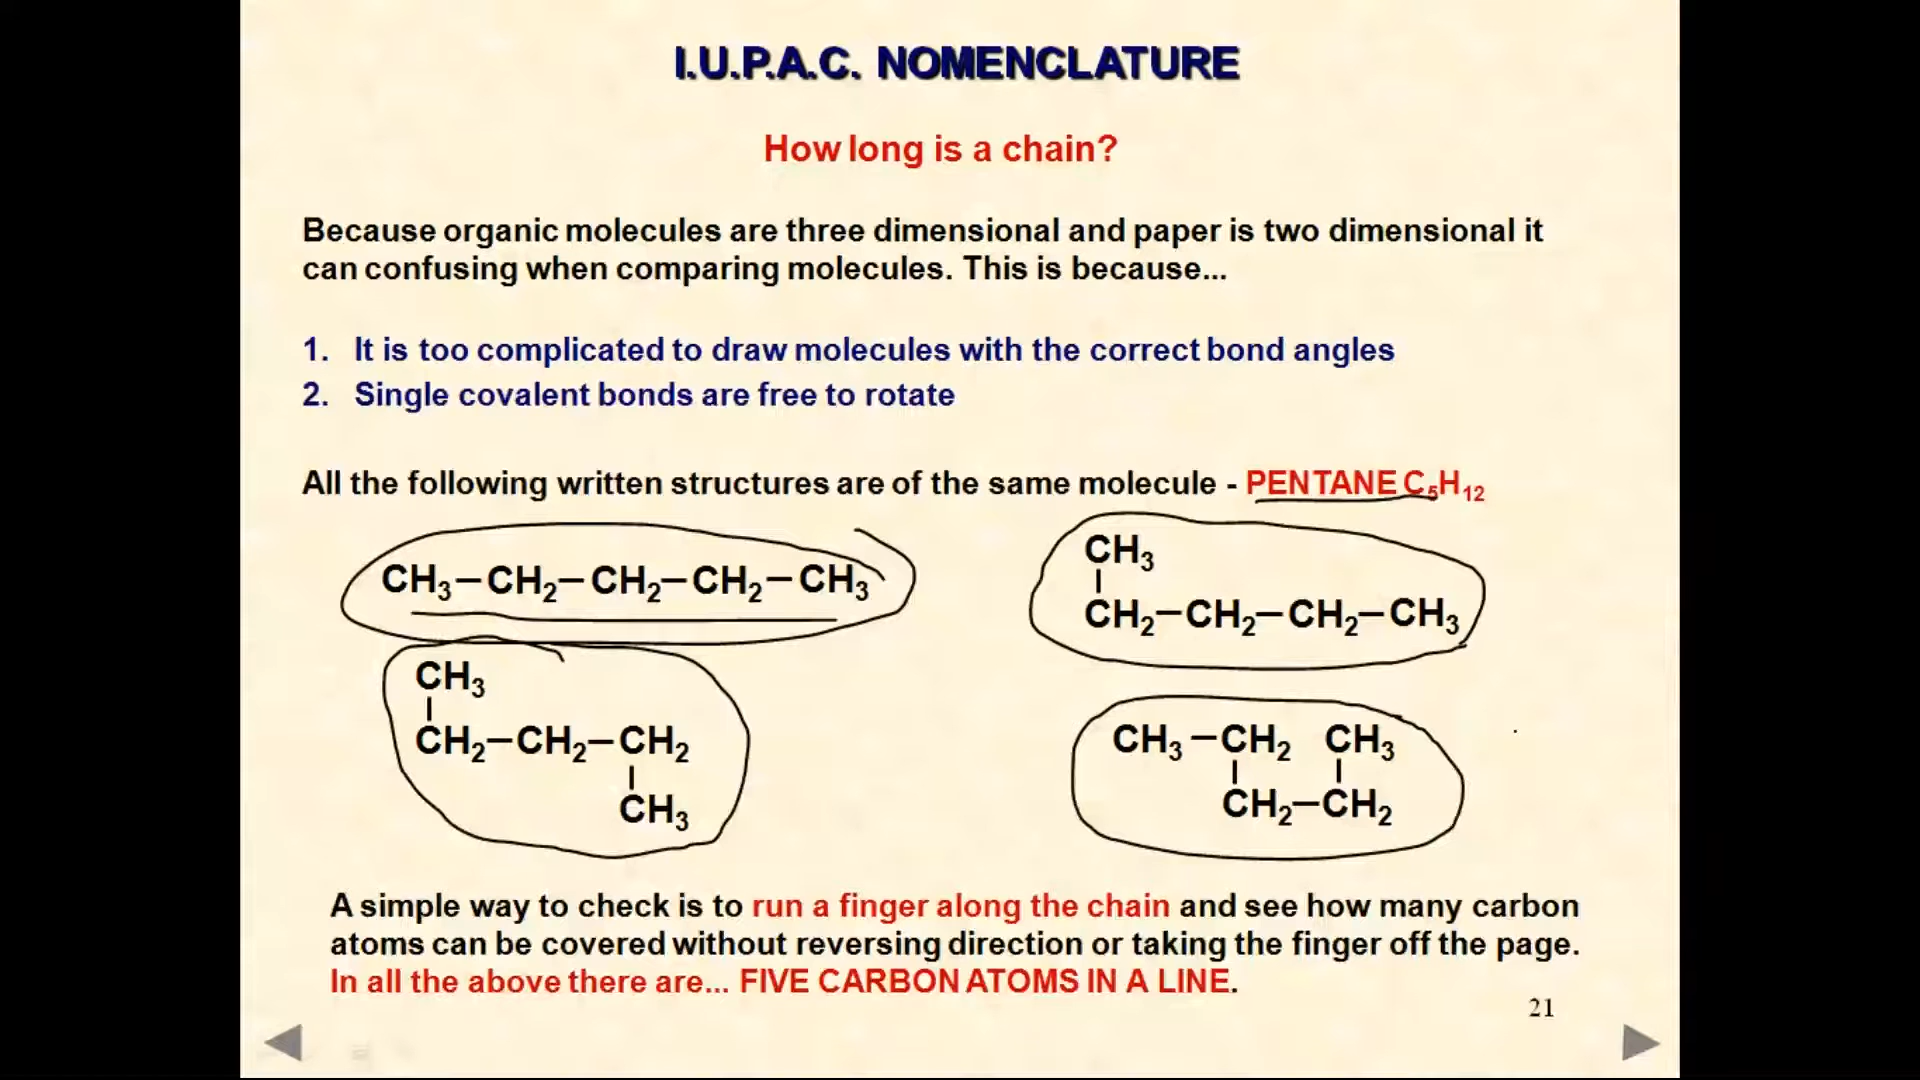 I.U.P.A.C. NOMENCLATURE
How long is a chain?
Because organic molecules are three dimensional and paper is two dimensional it
can confusing when comparing molecules. This is because...
1. It is too complicated to draw molecules with the correct bond angles
2. Single covalent bonds are free to rotate
All the following written structures are of the same molecule - PENTANE C₅H₁₂
CH₃–CH₂–CH₂–CH₂–CH₃
CH₃
CH₂–CH₂–CH₂–CH₃
CH₃
CH₂–CH₂–CH₂
CH₃
CH₃–CH₂ CH₃
CH₂–CH₂
A simple way to check is to run a finger along the chain and see how many carbon
atoms can be covered without reversing direction or taking the finger off the page.
In all the above there are... FIVE CARBON ATOMS IN A LINE.
21